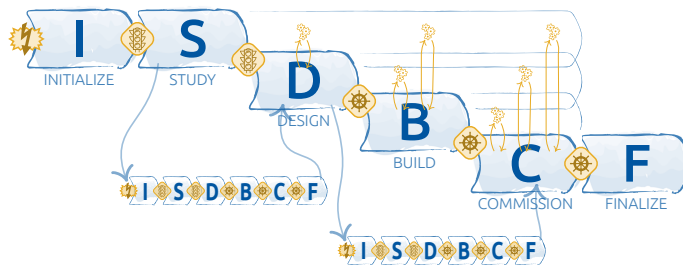 I
INITIALIZE
S
STUDY
D
DESIGN
B
BUILD
C
COMMISSION
F
FINALIZE
I S D B C F
I S D B C F